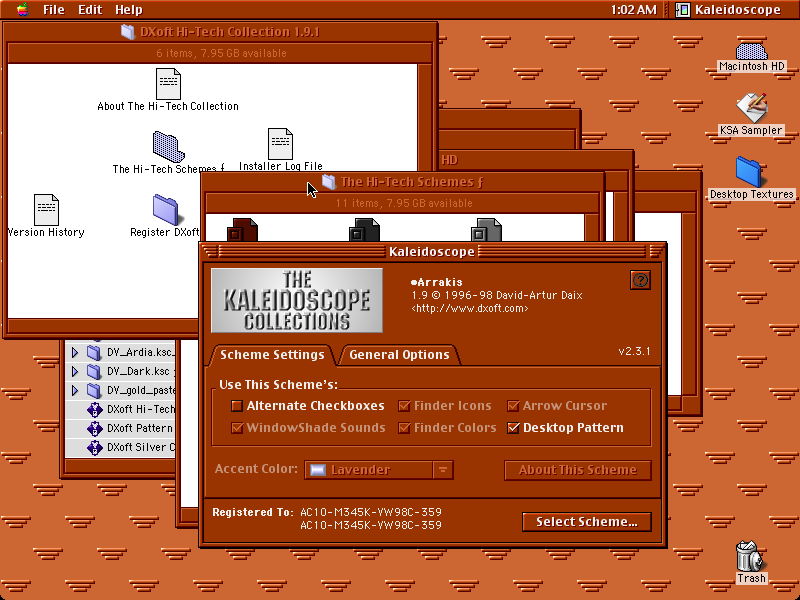 File Edit Help
1:02 AM
Kaleidoscope
DXoft Hi-Tech Collection 1.9.1
6 items, 7.95 GB available
About The Hi-Tech Collection
The Hi-Tech Schemes ƒ
Installer Log File
Version History
Register DXoft
HD
The Hi-Tech Schemes ƒ
11 items, 7.95 GB available
Macintosh HD
KSA Sampler
Desktop Textures
Kaleidoscope
THE
KALEIDOSCOPE
COLLECTIONS
•Arrakis
1.9 © 1996-98 David-Artur Daix
<http://www.dxoft.com>
v2.3.1
Scheme Settings
General Options
Use This Scheme's:
Alternate Checkboxes
Finder Icons
Arrow Cursor
WindowShade Sounds
Finder Colors
Desktop Pattern
Accent Color:
Lavender
About This Scheme
Registered To: AC10-M345K-YW98C-359
AC10-M345K-YW98C-359
Select Scheme...
DV_Ardia.ksc
DV_Dark.ksc
DV_gold_paste
DXoft Hi-Tech
DXoft Pattern
DXoft Silver C
Trash